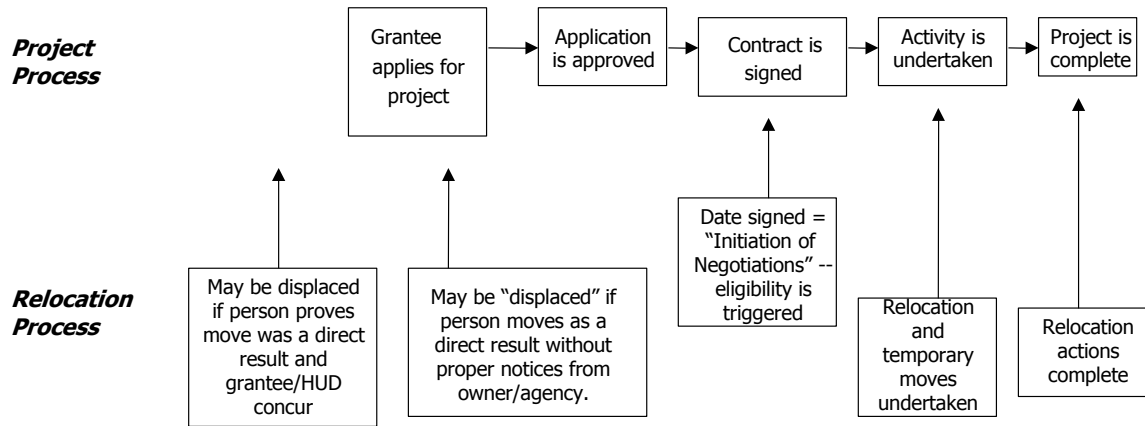 Project
Process
Grantee
applies for
project
Application
is approved
Contract is
signed
Activity is
undertaken
Project is
complete
Relocation
Process
May be displaced
if person proves
move was a direct
result and
grantee/HUD
concur
May be “displaced” if
person moves as a
direct result without
proper notices from
owner/agency.
Date signed =
“Initiation of
Negotiations” --
eligibility is
triggered
Relocation
and
temporary
moves
undertaken
Relocation
actions
complete